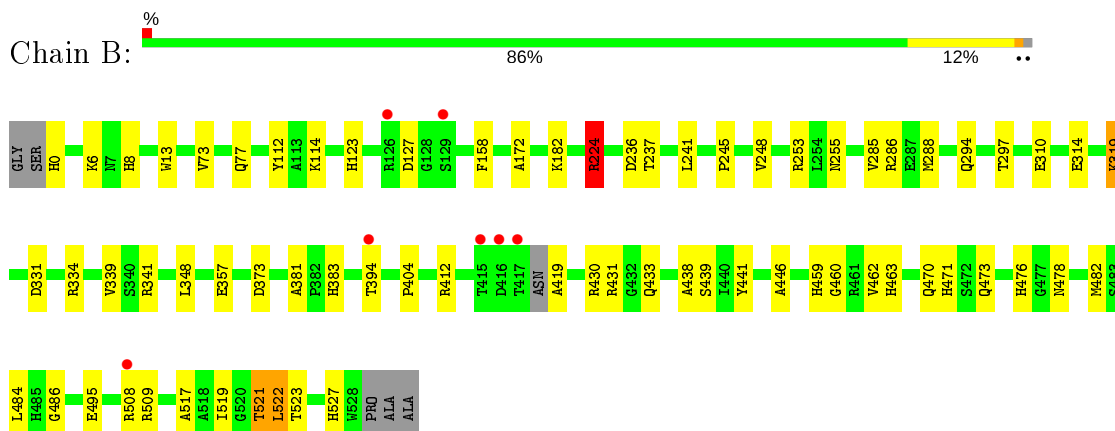 %
Chain B:
86% 12% ••
GLY SER H0 K6 N7 H8 W13 V73 Q77 Y112 A113 K114 H123 R126 D127 G128 S129 F158 A172 K182 R224 D236 T237 L241 P245 V248 R253 L254 N255 V285 R286 E287 M288 Q294 T297 E310 E314
D331 R334 V339 S340 R341 L348 E357 D373 A381 P382 H383 T394 P404 R412 T415 D416 T417 ASN A419 R430 R431 G432 Q433 A438 S439 I440 Y441 A446 H459 G460 R461 V462 H463 Q470 H471 S472 Q473 H476 G477 N478 M482 S483
L484 H485 G486 E495 R508 R509 A517 A518 I519 G520 T521 L522 T523 H527 W528 PRO ALA ALA